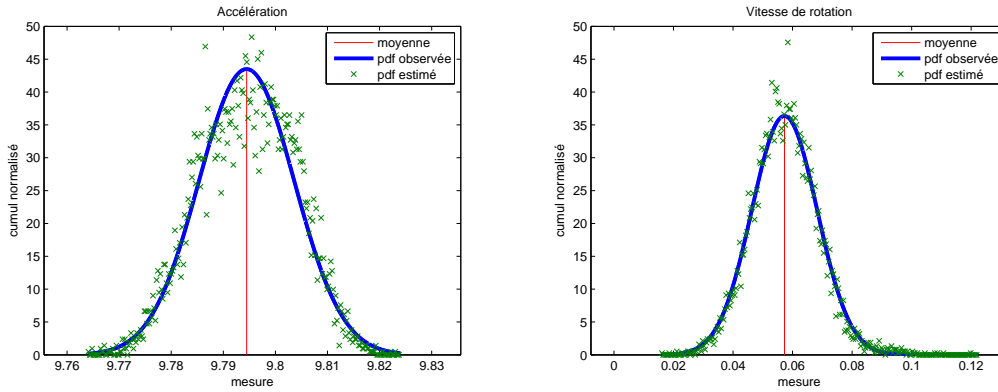 Accélération
50
45
40
35
30
25
20
15
10
5
0
cumul normalisé
9.76 9.77 9.78 9.79 9.8 9.81 9.82 9.83
mesure
moyenne
pdf observée
pdf estimé
Vitesse de rotation
50
45
40
35
30
25
20
15
10
5
0
cumul normalisé
0 0.02 0.04 0.06 0.08 0.1 0.12
mesure
moyenne
pdf observée
pdf estimé